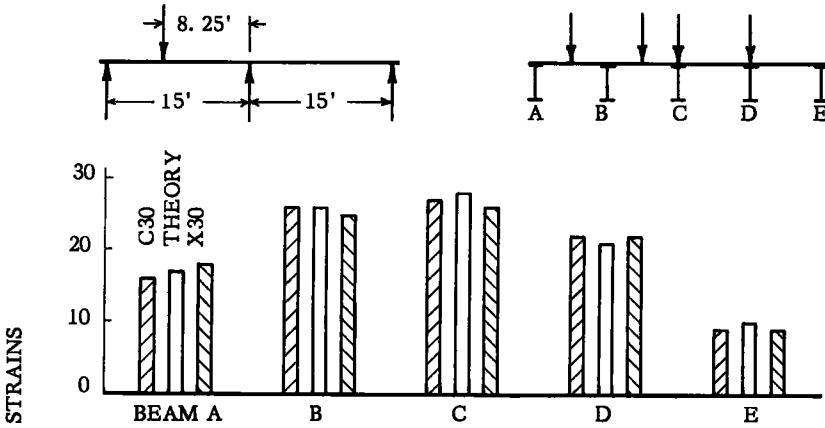 8. 25'
15' 15'
A B C D E
30
20
10
0
STRAINS
C30
THEORY
X30
BEAM A B C D E